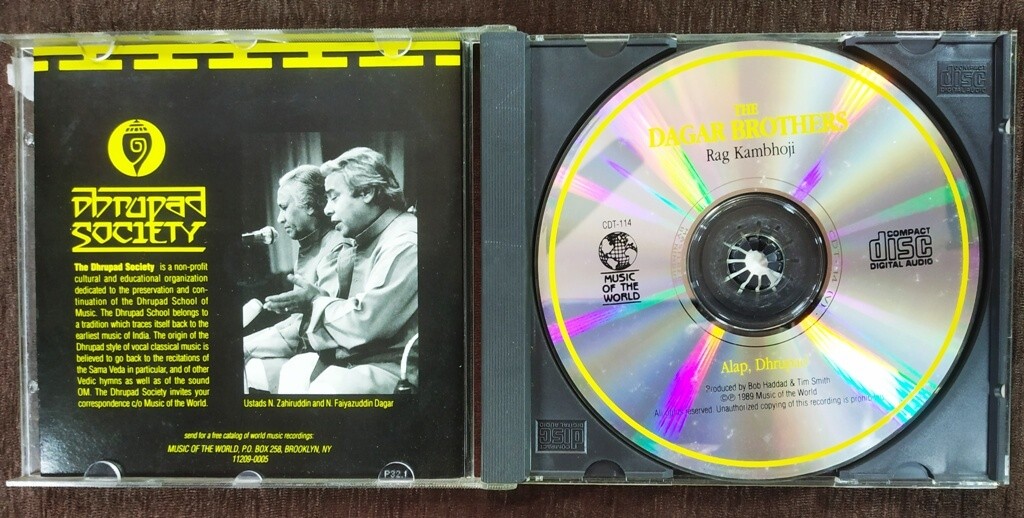 Dhrupad
Society
The Dhrupad Society is a non-profit
cultural and educational organization
dedicated to the preservation and con-
tinuation of the Dhrupad School of
Music. The Dhrupad School belongs to
a tradition which traces itself back to the
earliest music of India. The origin of the
Dhrupad style of vocal classical music is
believed to go back to the recitations of
the Sama Veda in particular, and of other
Vedic hymns as well as of the sound
OM. The Dhrupad Society invites your
correspondence c/o Music of the World.
Ustads N. Zahiruddin and N. Faiyazuddin Dagar
send for a free catalog of world music recordings:
MUSIC OF THE WORLD, P.O. BOX 258, BROOKLYN, NY
11209-0005
P32.1
THE
DAGAR BROTHERS
Rag Kambhoji
CDT-114
MUSIC
OF THE
WORLD
COMPACT
disc
DIGITAL AUDIO
Alap, Dhrupad
Produced by Bob Haddad & Tim Smith
©℗ 1989 Music of the World
All rights reserved. Unauthorized copying of this recording is prohibited.
COMPACT
disc
DIGITAL AUDIO
COMPACT
disc
DIGITAL AUDIO